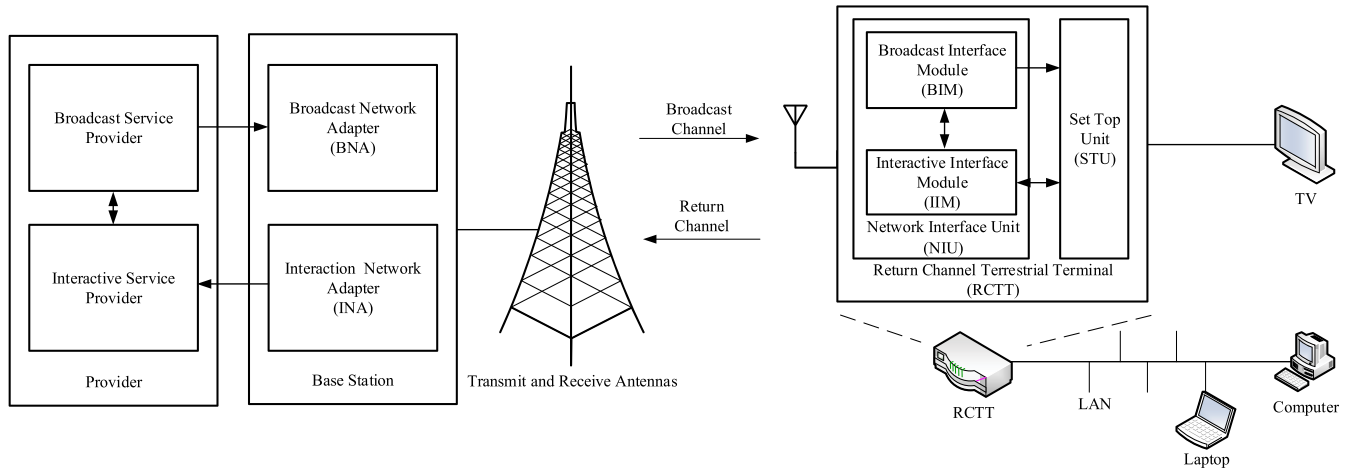 Broadcast Service
Provider
Interactive Service
Provider
Provider
Broadcast Network
Adapter
(BNA)
Interaction Network
Adapter
(INA)
Base Station
Transmit and Receive Antennas
Broadcast
Channel
Return
Channel
Broadcast Interface
Module
(BIM)
Interactive Interface
Module
(IIM)
Network Interface Unit
(NIU)
Set Top
Unit
(STU)
Return Channel Terrestrial Terminal
(RCTT)
TV
RCTT
LAN
Laptop
Computer